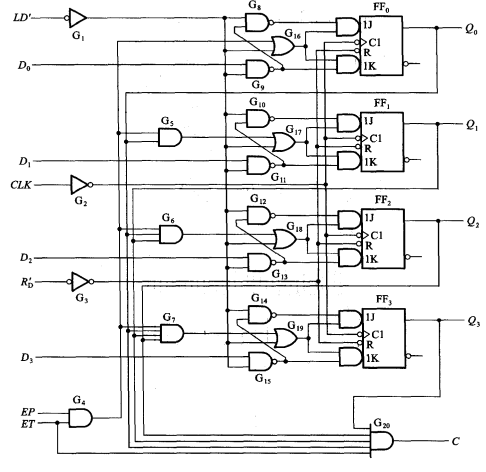 LD' G₁ G₈ FF₀
1J Q₀
G₁₆ C1
R
D₀ 1K
G₉
G₁₀ FF₁
G₅ 1J Q₁
G₁₇ C1
R
D₁ 1K
G₁₁
CLK G₂
G₁₂ FF₂
G₆ 1J Q₂
G₁₈ C1
R
D₂ 1K
G₁₃
R'D G₃
G₁₄ FF₃
G₇ 1J Q₃
G₁₉ C1
R
D₃ 1K
G₁₅
G₄
EP
ET
G₂₀
C